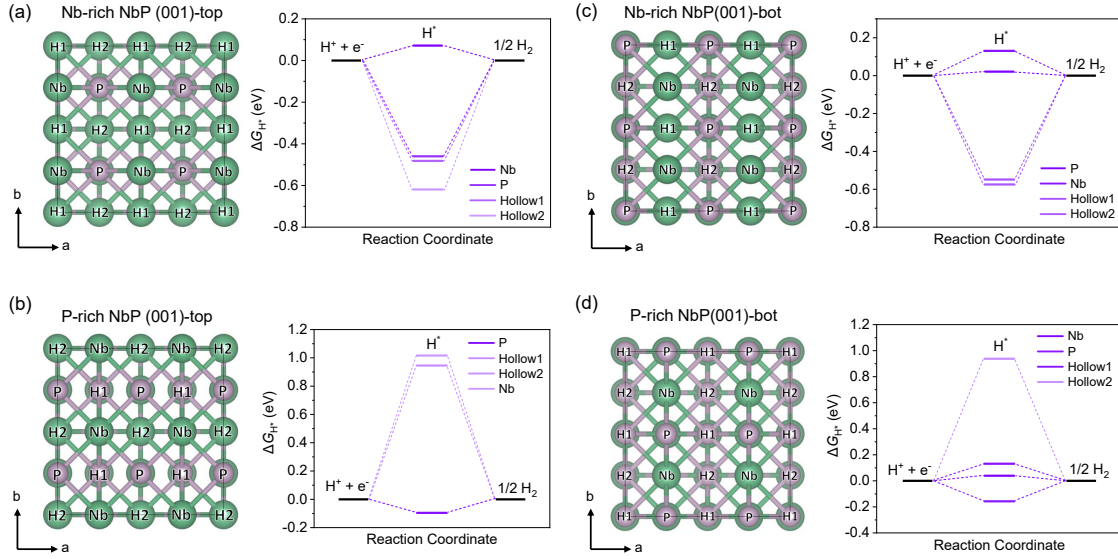 (a)
Nb-rich NbP (001)-top
H1 H2 H1 H2 H1
Nb P Nb P Nb
H1 H2 H1 H2 H1
Nb P Nb P Nb
H1 H2 H1 H2 H1
b
a
0.2
0.0
-0.2
-0.4
-0.6
-0.8
ΔG_H* (eV)
H⁺ + e⁻
H*
1/2 H₂
Nb
P
Hollow1
Hollow2
Reaction Coordinate
(c)
Nb-rich NbP(001)-bot
P H1 P H1 P
H2 Nb H2 Nb H2
P H1 P H1 P
H2 Nb H2 Nb H2
P H1 P H1 P
b
a
0.2
0.0
-0.2
-0.4
-0.6
-0.8
ΔG_H* (eV)
H⁺ + e⁻
H*
1/2 H₂
P
Nb
Hollow1
Hollow2
Reaction Coordinate
(b)
P-rich NbP (001)-top
H2 Nb H2 Nb H2
P H1 P H1 P
H2 Nb H2 Nb H2
P H1 P H1 P
H2 Nb H2 Nb H2
b
a
1.2
1.0
0.8
0.6
0.4
0.2
0.0
-0.2
ΔG_H* (eV)
H⁺ + e⁻
H*
1/2 H₂
P
Hollow1
Hollow2
Nb
Reaction Coordinate
(d)
P-rich NbP(001)-bot
H1 P H1 P H1
H2 Nb H2 Nb H2
H1 P H1 P H1
H2 Nb H2 Nb H2
H1 P H1 P H1
b
a
1.2
1.0
0.8
0.6
0.4
0.2
0.0
-0.2
-0.4
ΔG_H* (eV)
H⁺ + e⁻
H*
1/2 H₂
Nb
P
Hollow1
Hollow2
Reaction Coordinate